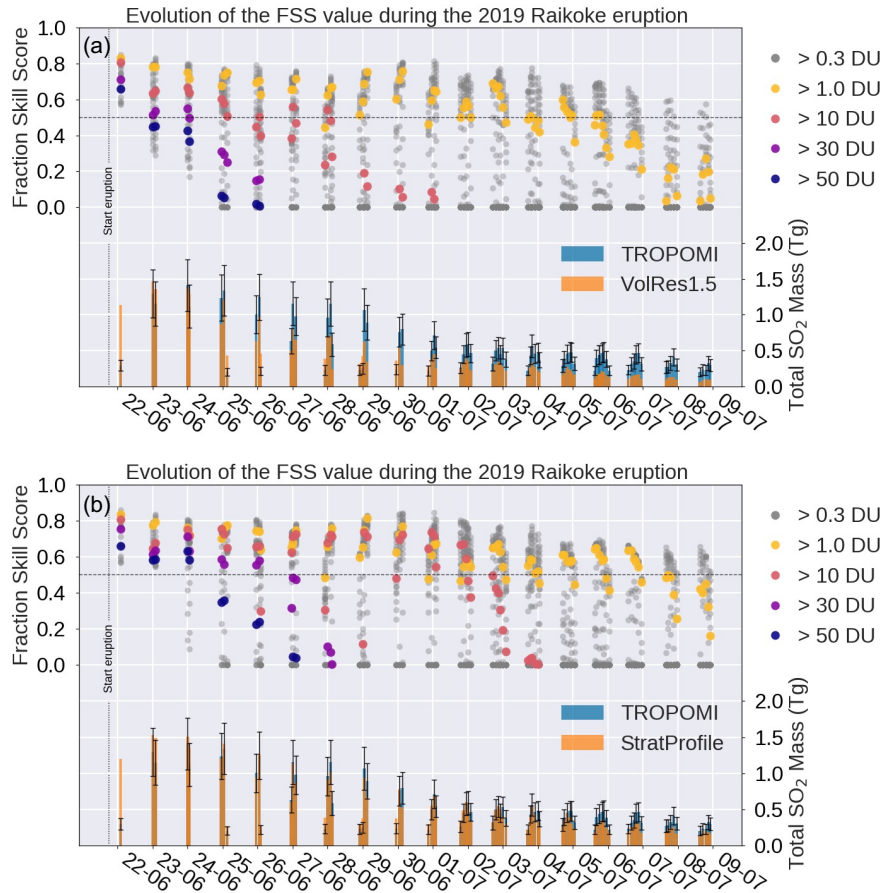 Evolution of the FSS value during the 2019 Raikoke eruption
(a)
Fraction Skill Score
1.0
0.8
0.6
0.4
0.2
0.0
Start eruption
> 0.3 DU
> 1.0 DU
> 10 DU
> 30 DU
> 50 DU
TROPOMI
VolRes1.5
2.0
1.5
1.0
0.5
0.0
Total SO₂ Mass (Tg)
22-06
23-06
24-06
25-06
26-06
27-06
28-06
29-06
30-06
01-07
02-07
03-07
04-07
05-07
06-07
07-07
08-07
09-07
Evolution of the FSS value during the 2019 Raikoke eruption
(b)
Fraction Skill Score
1.0
0.8
0.6
0.4
0.2
0.0
Start eruption
> 0.3 DU
> 1.0 DU
> 10 DU
> 30 DU
> 50 DU
TROPOMI
StratProfile
2.0
1.5
1.0
0.5
0.0
Total SO₂ Mass (Tg)
22-06
23-06
24-06
25-06
26-06
27-06
28-06
29-06
30-06
01-07
02-07
03-07
04-07
05-07
06-07
07-07
08-07
09-07